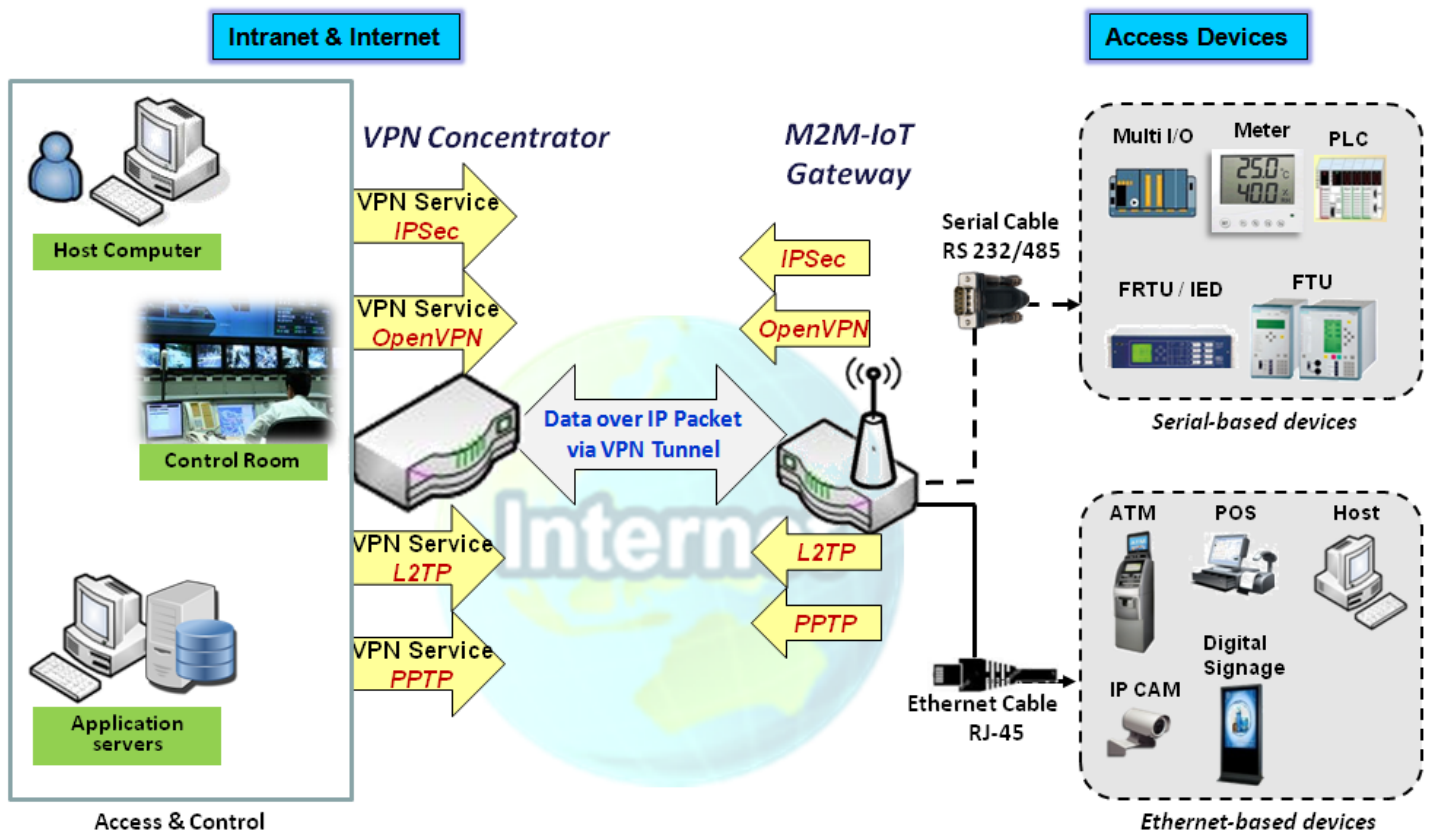 Intranet & Internet
Access Devices
VPN Concentrator
M2M-IoT
Gateway
Host Computer
Control Room
Application
servers
Access & Control
VPN Service
IPSec
VPN Service
OpenVPN
VPN Service
L2TP
VPN Service
PPTP
Data over IP Packet
via VPN Tunnel
Internet
IPSec
OpenVPN
L2TP
PPTP
Serial Cable
RS 232/485
Ethernet Cable
RJ-45
Multi I/O
Meter
PLC
25.0 °C
40.0 %
FRTU / IED
FTU
Serial-based devices
ATM
POS
Host
IP CAM
Digital
Signage
Ethernet-based devices